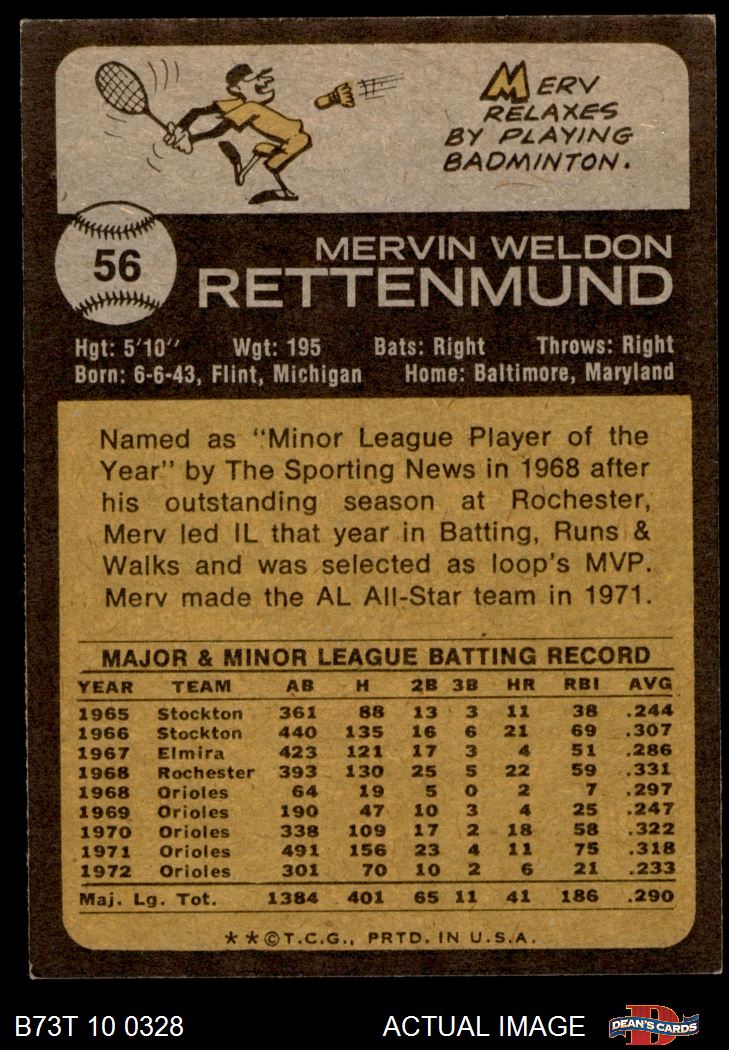 MERV
RELAXES
BY PLAYING
BADMINTON.
56
MERVIN WELDON
RETTENMUND
Hgt: 5'10" Wgt: 195 Bats: Right Throws: Right
Born: 6-6-43, Flint, Michigan Home: Baltimore, Maryland
Named as "Minor League Player of the
Year" by The Sporting News in 1968 after
his outstanding season at Rochester,
Merv led IL that year in Batting, Runs &
Walks and was selected as loop's MVP.
Merv made the AL All-Star team in 1971.
MAJOR & MINOR LEAGUE BATTING RECORD
YEAR TEAM AB H 2B 3B HR RBI AVG
1965 Stockton 361 88 13 3 11 38 .244
1966 Stockton 440 135 16 6 21 69 .307
1967 Elmira 423 121 17 3 4 51 .286
1968 Rochester 393 130 25 5 22 59 .331
1968 Orioles 64 19 5 0 2 7 .297
1969 Orioles 190 47 10 3 4 25 .247
1970 Orioles 338 109 17 2 18 58 .322
1971 Orioles 491 156 23 4 11 75 .318
1972 Orioles 301 70 10 2 6 21 .233
Maj. Lg. Tot. 1384 401 65 11 41 186 .290
**©T.C.G., PRTD. IN U.S.A.
B73T 10 0328 ACTUAL IMAGE D DEAN'S CARDS